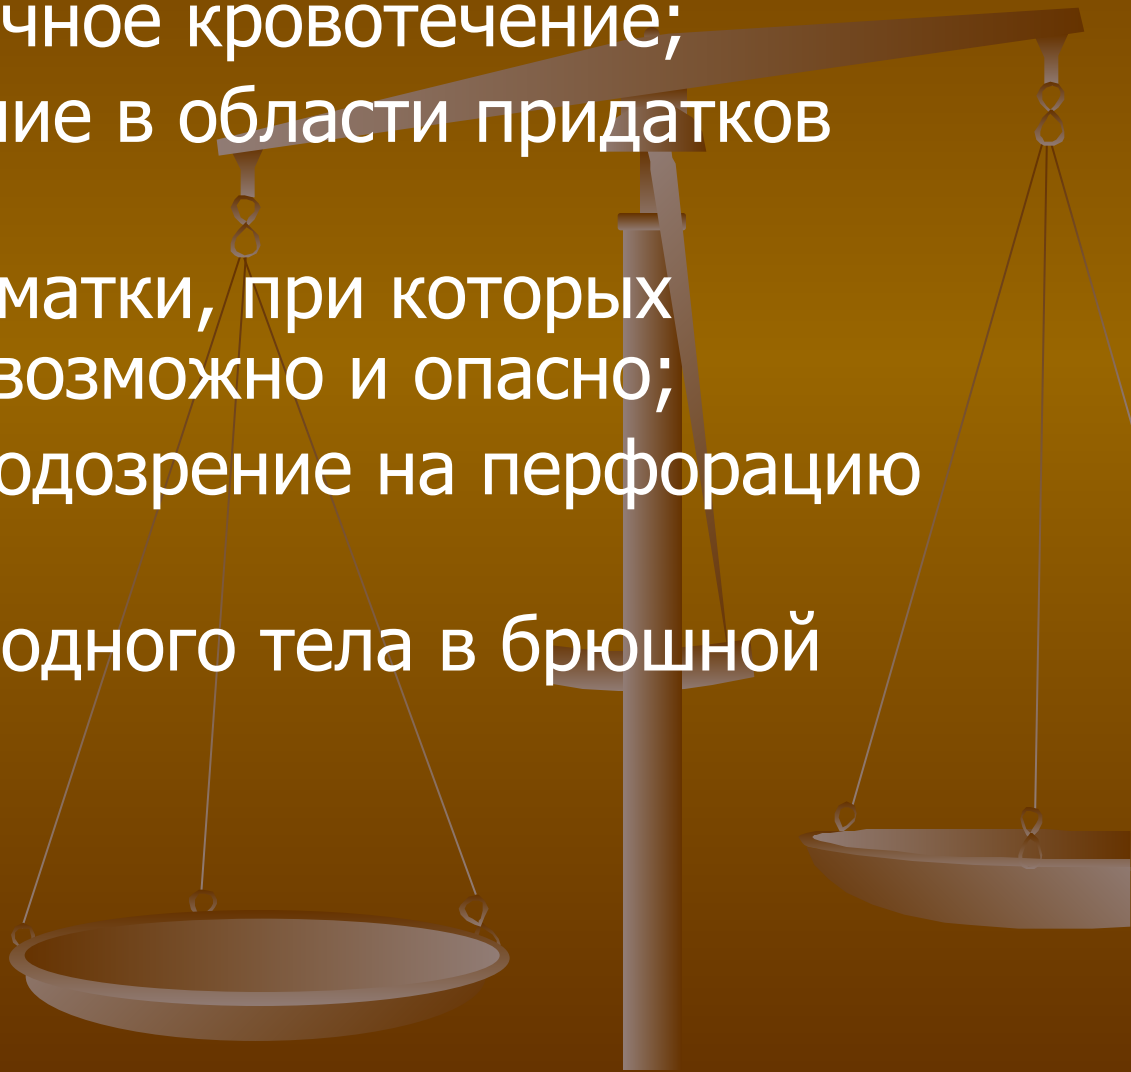 чное кровотечение;
ние в области придатков
матки, при которых
возможно и опасно;
одозрение на перфорацию
одного тела в брюшной